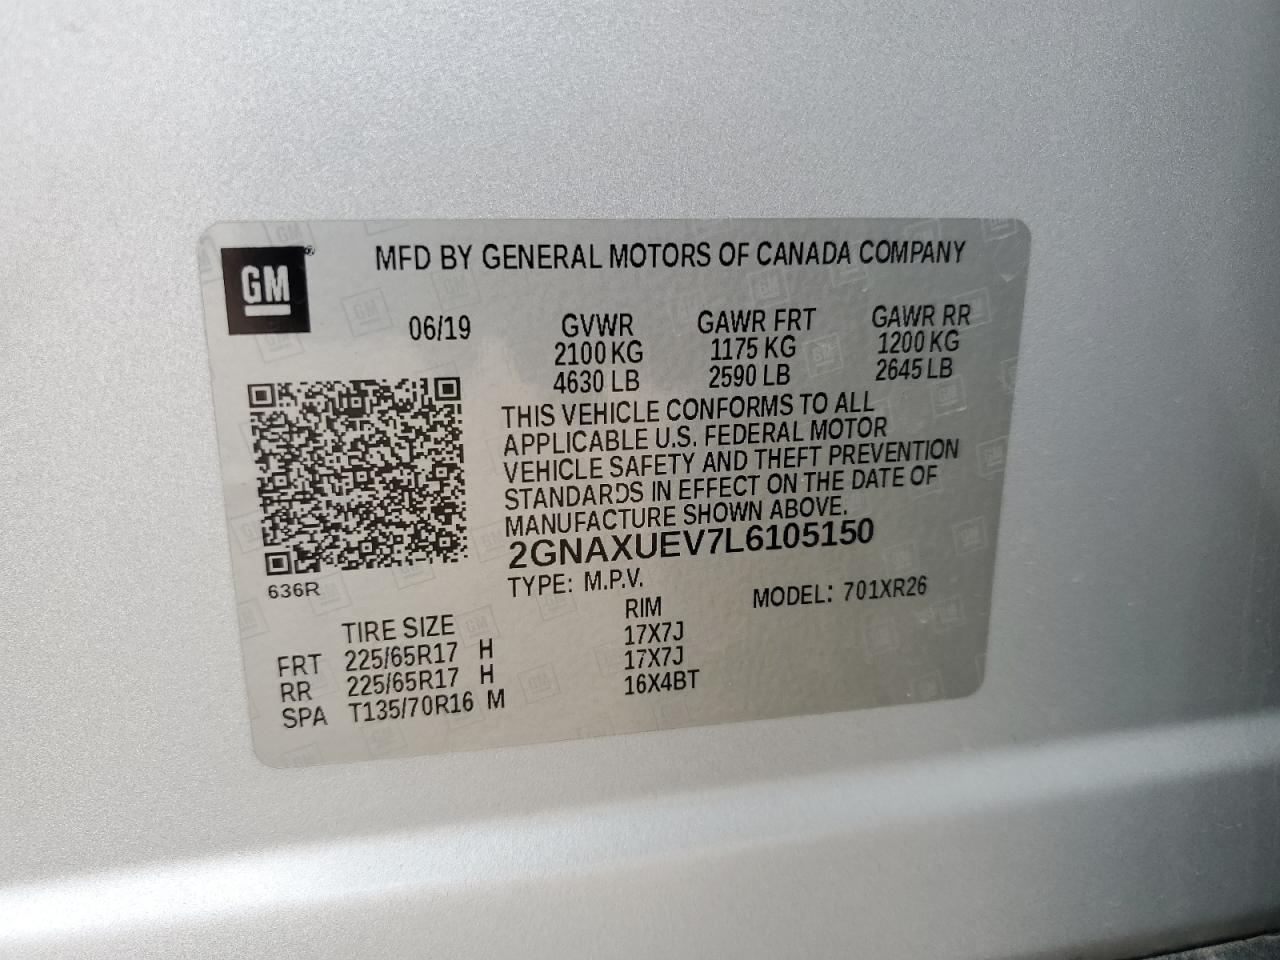 GM ®
MFD BY GENERAL MOTORS OF CANADA COMPANY
06/19 GVWR GAWR FRT GAWR RR
2100 KG 1175 KG 1200 KG
4630 LB 2590 LB 2645 LB
THIS VEHICLE CONFORMS TO ALL
APPLICABLE U.S. FEDERAL MOTOR
VEHICLE SAFETY AND THEFT PREVENTION
STANDARDS IN EFFECT ON THE DATE OF
MANUFACTURE SHOWN ABOVE.
2GNAXUEV7L6105150
636R
TYPE: M.P.V. MODEL: 701XR26
TIRE SIZE RIM
FRT 225/65R17 H 17X7J
RR 225/65R17 H 17X7J
SPA T135/70R16 M 16X4BT